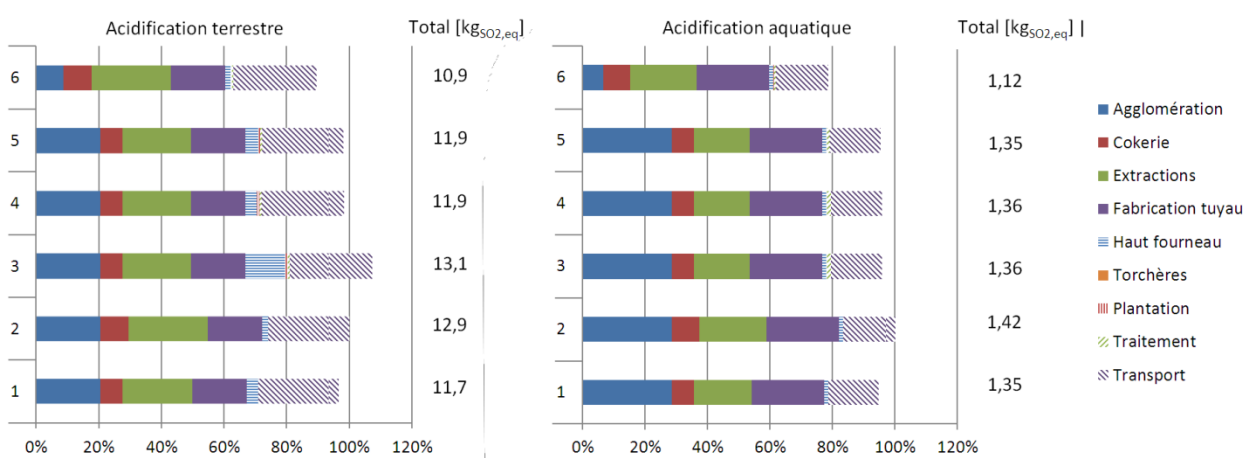 Acidification terrestre
Total [kgSO2,eq]
6
10,9
5
11,9
4
11,9
3
13,1
2
12,9
1
11,7
0% 20% 40% 60% 80% 100% 120%
Acidification aquatique
Total [kgSO2,eq] |
6
1,12
5
1,35
4
1,36
3
1,36
2
1,42
1
1,35
0% 20% 40% 60% 80% 100% 120%
Agglomération
Cokerie
Extractions
Fabrication tuyau
Haut fourneau
Torchères
Plantation
Traitement
Transport